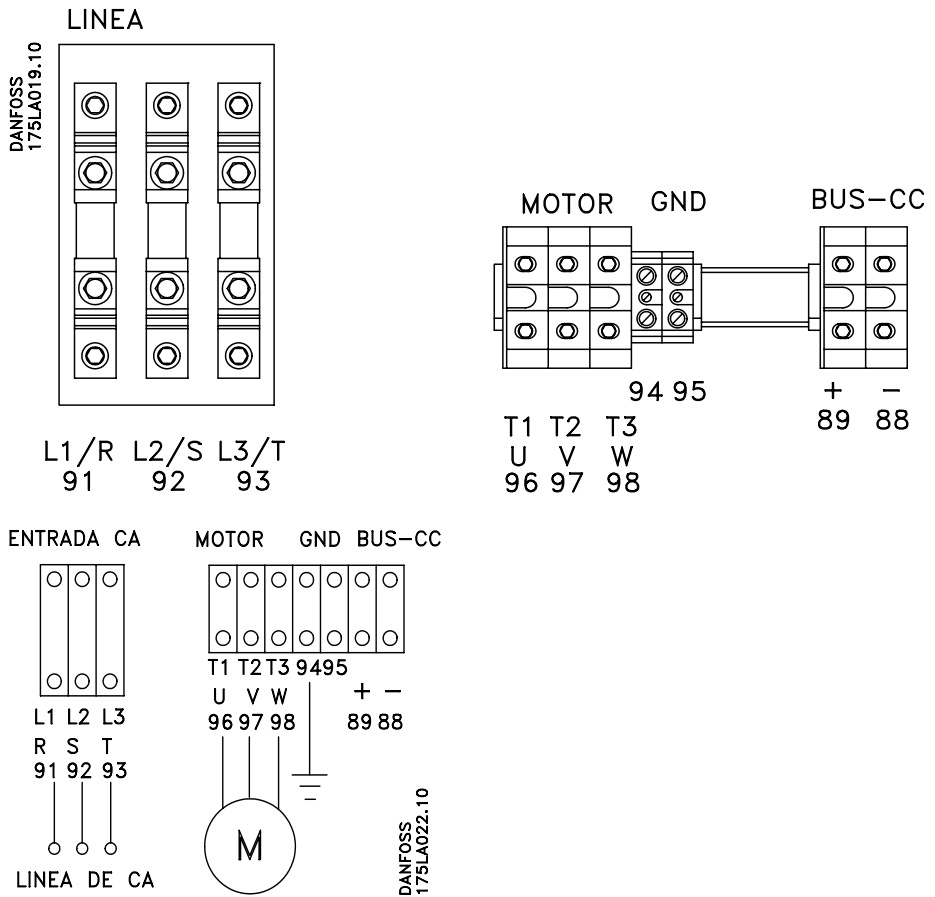 LINEA
DANFOSS
175LA019.10
L1/R L2/S L3/T
91 92 93
MOTOR GND BUS-CC
94 95 + -
89 88
T1 T2 T3
U V W
96 97 98
ENTRADA CA
L1 L2 L3
R S T
91 92 93
LINEA DE CA
MOTOR GND BUS-CC
T1 T2 T3 94 95
U V W + -
96 97 98 89 88
M
DANFOSS
175LA022.10